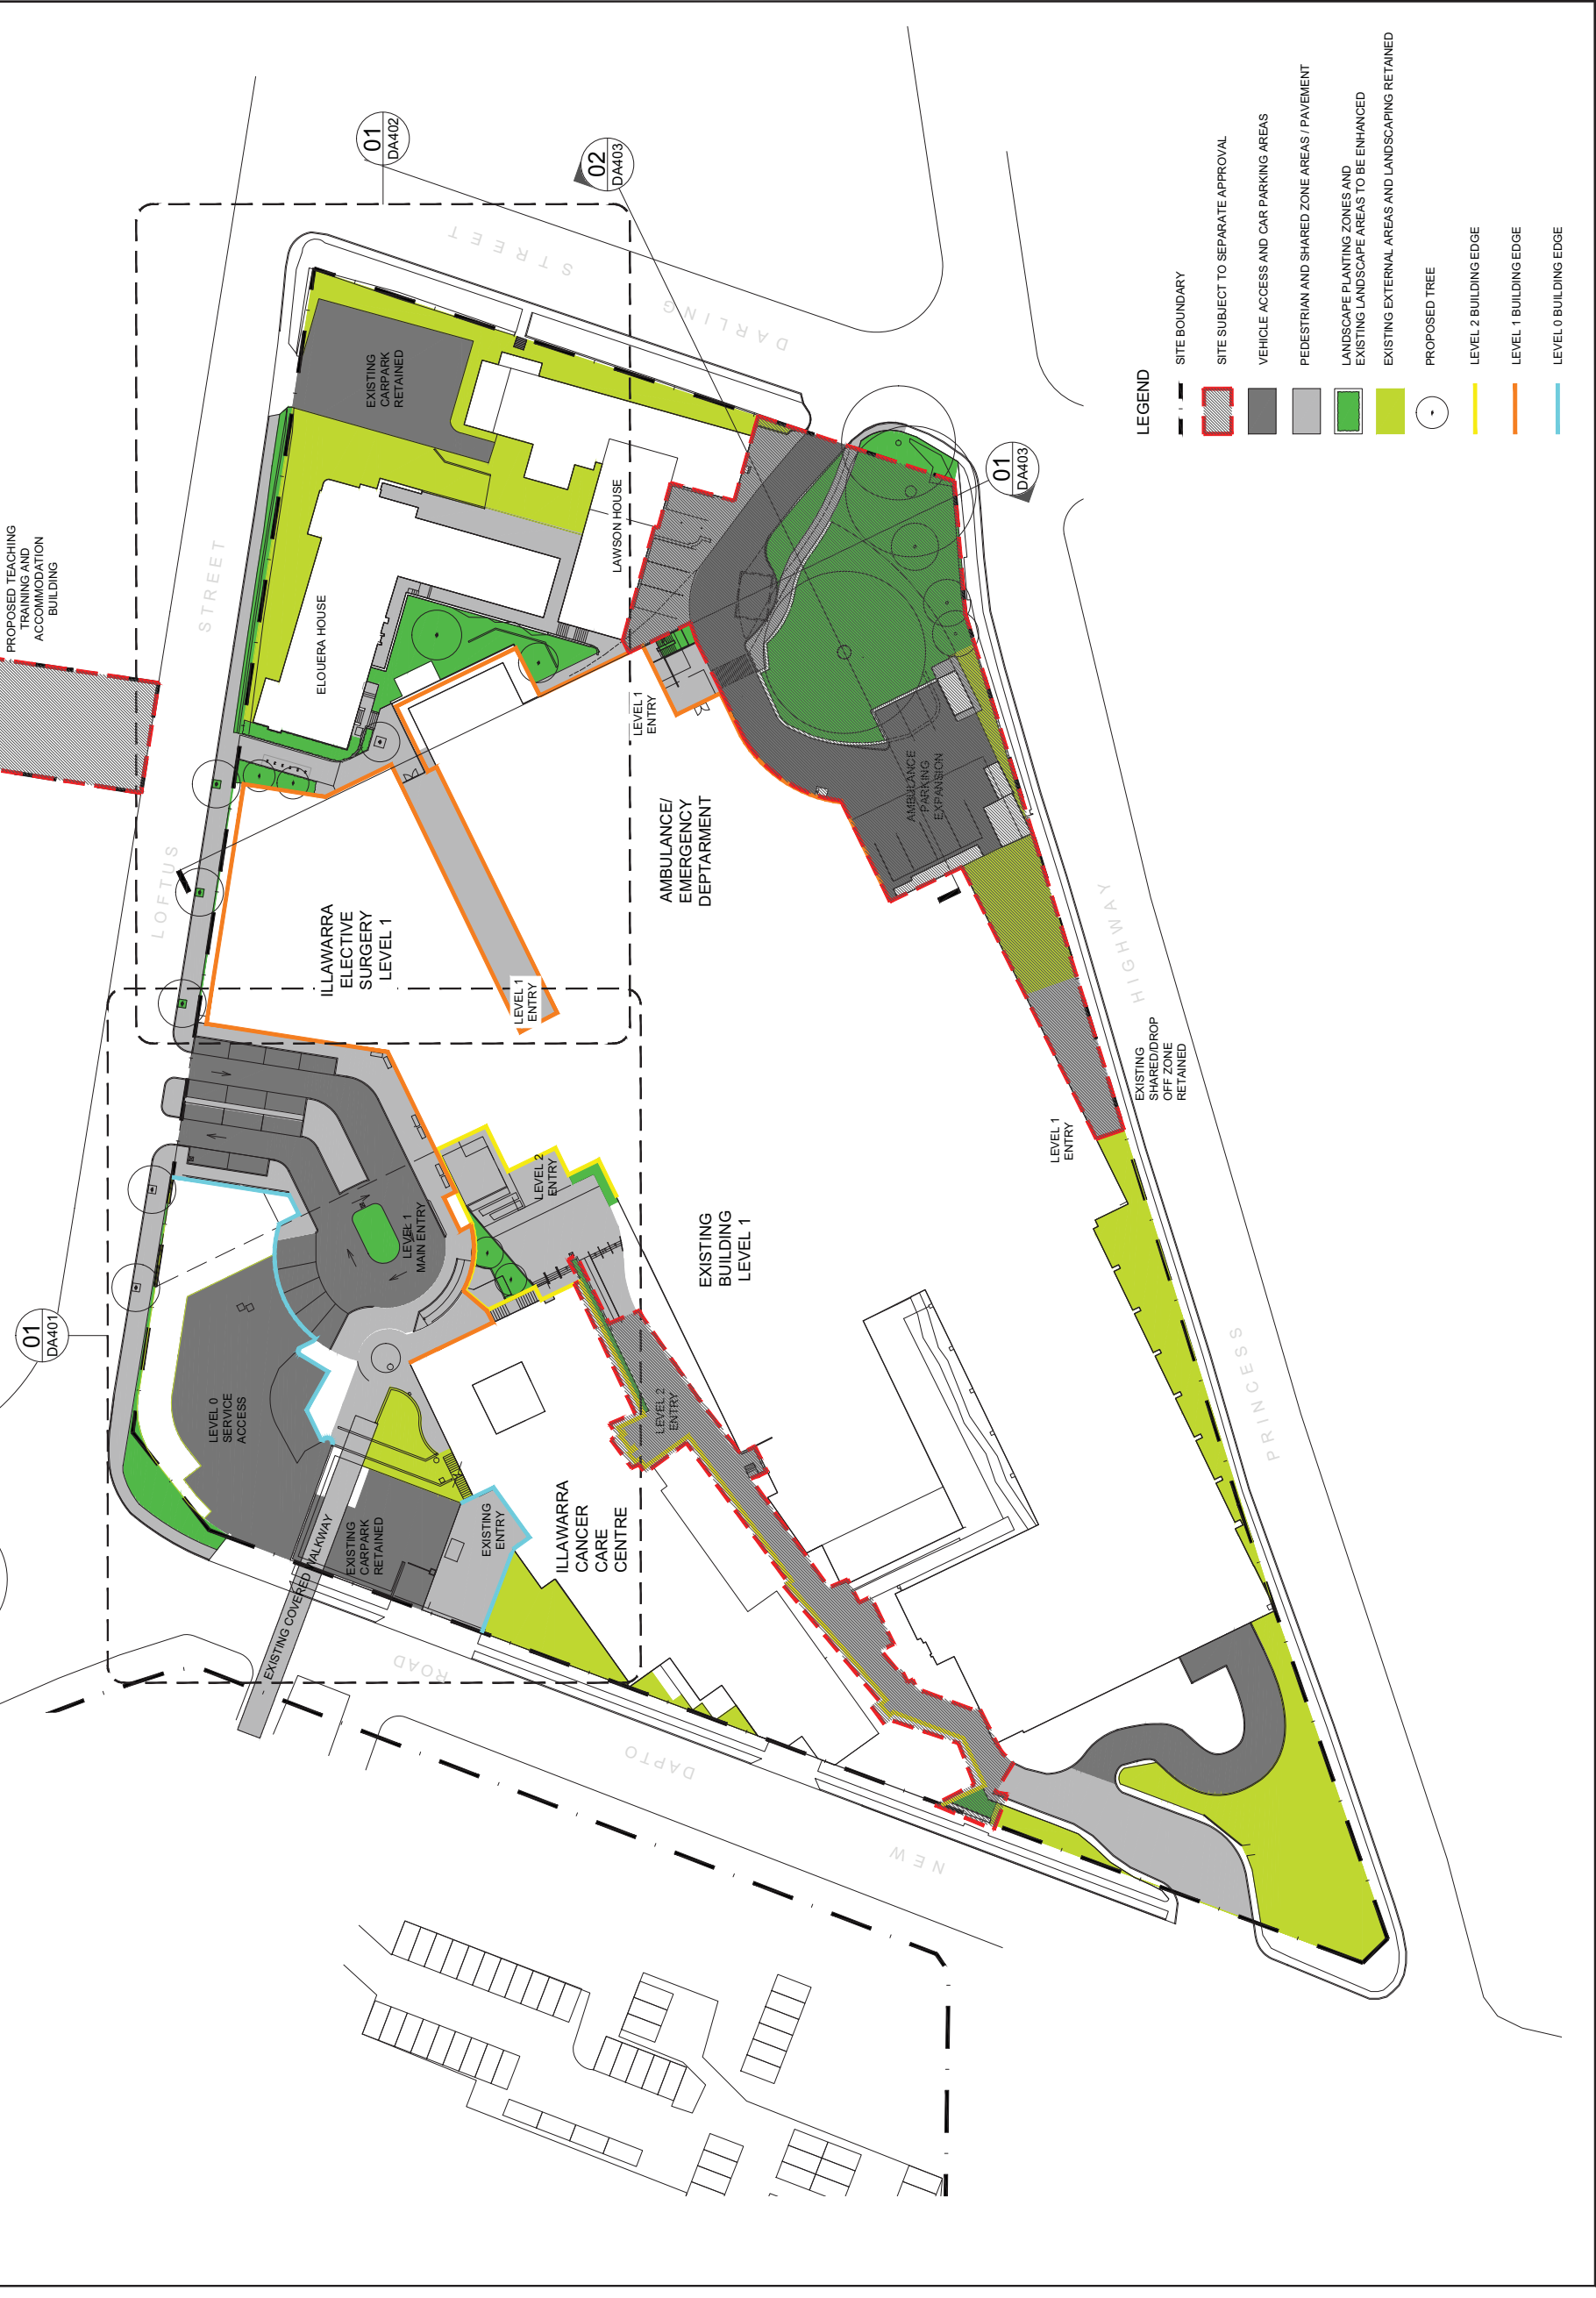 PROPOSED TEACHING
TRAINING AND
ACCOMMODATION
BUILDING
01
DA401
01
DA402
02
DA403
01
DA403
LOFTUS STREET
DARLING STREET
PRINCESS HIGHWAY
NEW DAPTO ROAD
EXISTING
CARPARK
RETAINED
ELOUERA HOUSE
LAWSON HOUSE
LEVEL 1
ENTRY
ILLAWARRA
ELECTIVE
SURGERY
LEVEL 1
LEVEL 1
ENTRY
AMBULANCE/
EMERGENCY
DEPTARMENT
AMBULANCE
PARKING
EXPANSION
LEVEL 1
ENTRY
EXISTING
SHARED/DROP
OFF ZONE
RETAINED
LEVEL 1
MAIN ENTRY
LEVEL 2
ENTRY
EXISTING
BUILDING
LEVEL 1
LEVEL 0
SERVICE
ACCESS
LEVEL 2
ENTRY
EXISTING COVERED WALKWAY
EXISTING
CARPARK
RETAINED
EXISTING
ENTRY
ILLAWARRA
CANCER
CARE
CENTRE
LEGEND
SITE BOUNDARY
SITE SUBJECT TO SEPARATE APPROVAL
VEHICLE ACCESS AND CAR PARKING AREAS
PEDESTRIAN AND SHARED ZONE AREAS / PAVEMENT
LANDSCAPE PLANTING ZONES AND
EXISTING LANDSCAPE AREAS TO BE ENHANCED
EXISTING EXTERNAL AREAS AND LANDSCAPING RETAINED
PROPOSED TREE
LEVEL 2 BUILDING EDGE
LEVEL 1 BUILDING EDGE
LEVEL 0 BUILDING EDGE